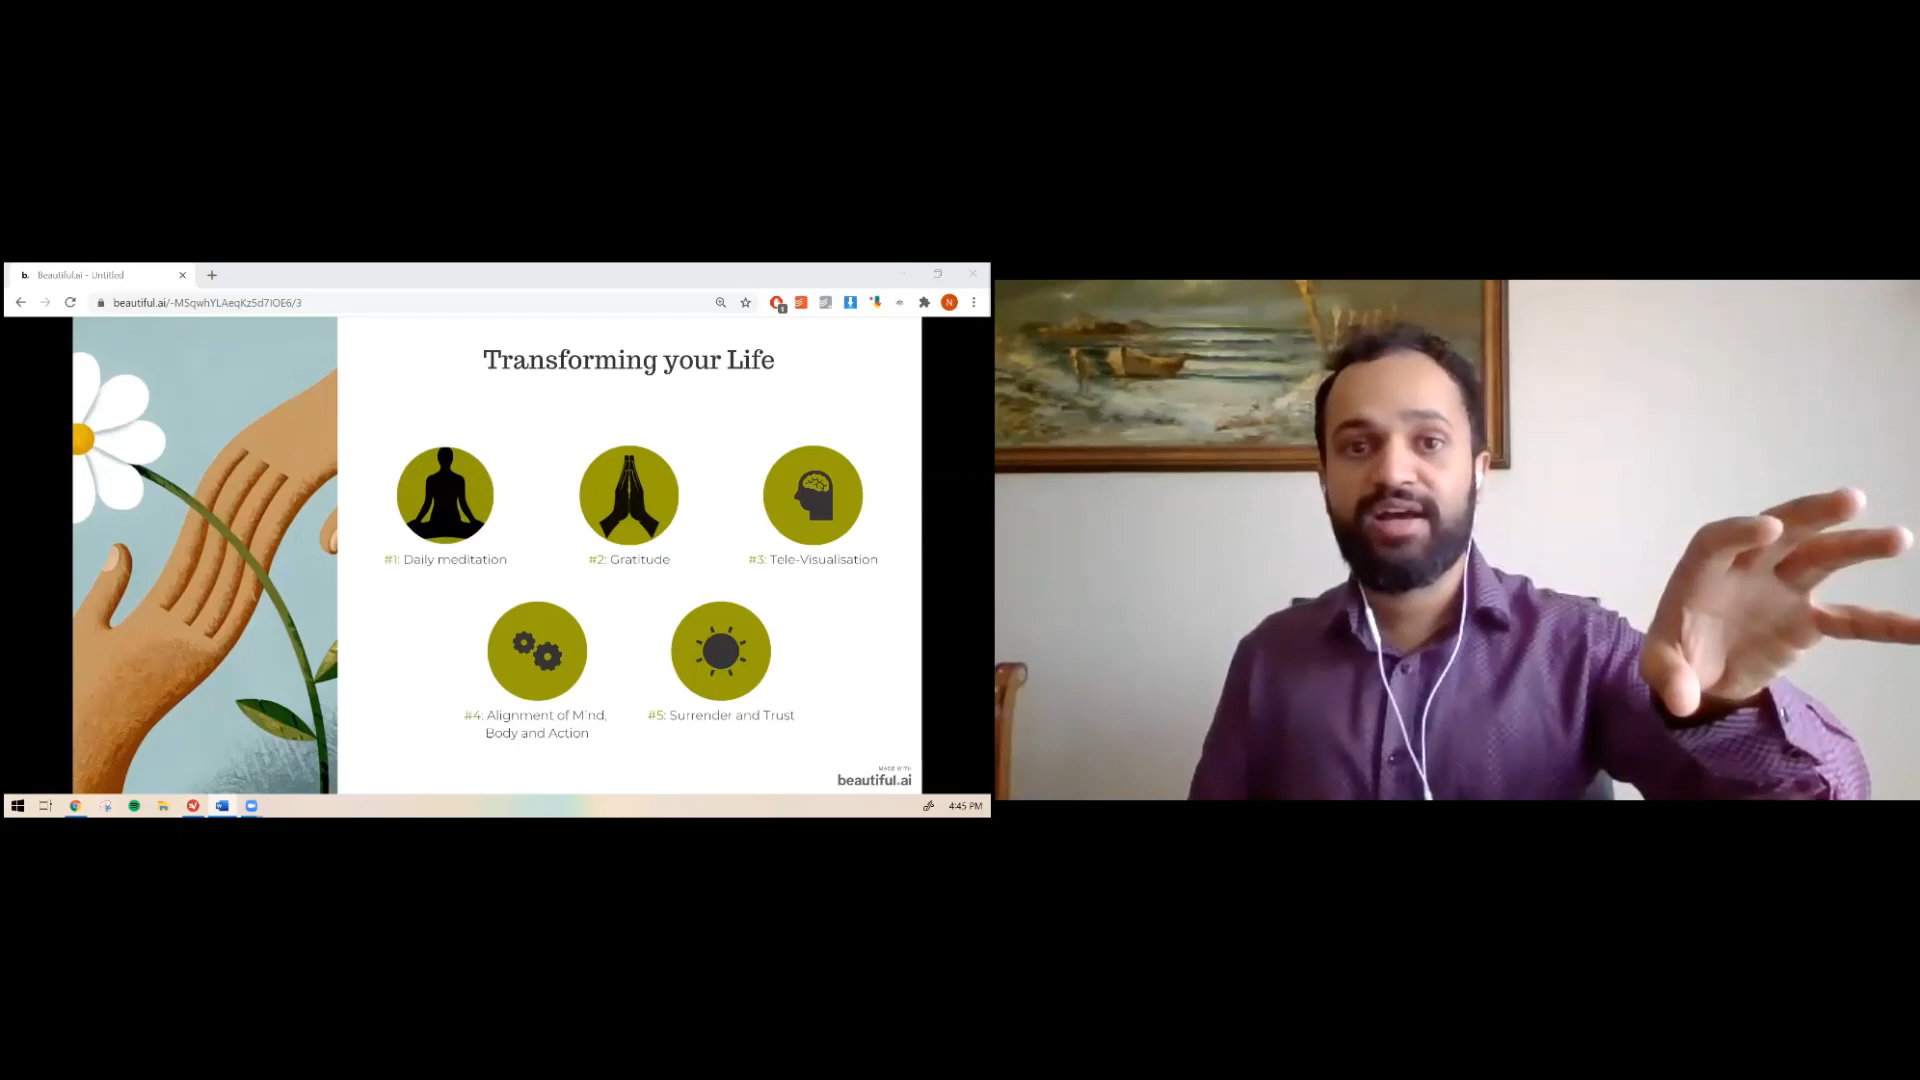 b. Beautiful.ai - Untitled
beautiful.ai/-MSqwhYLAeqKz5d7IOE6/3
N
Transforming your Life
#1: Daily meditation
#2: Gratitude
#3: Tele-Visualisation
#4: Alignment of Mind,
Body and Action
#5: Surrender and Trust
MADE WITH
beautiful.ai
4:45 PM